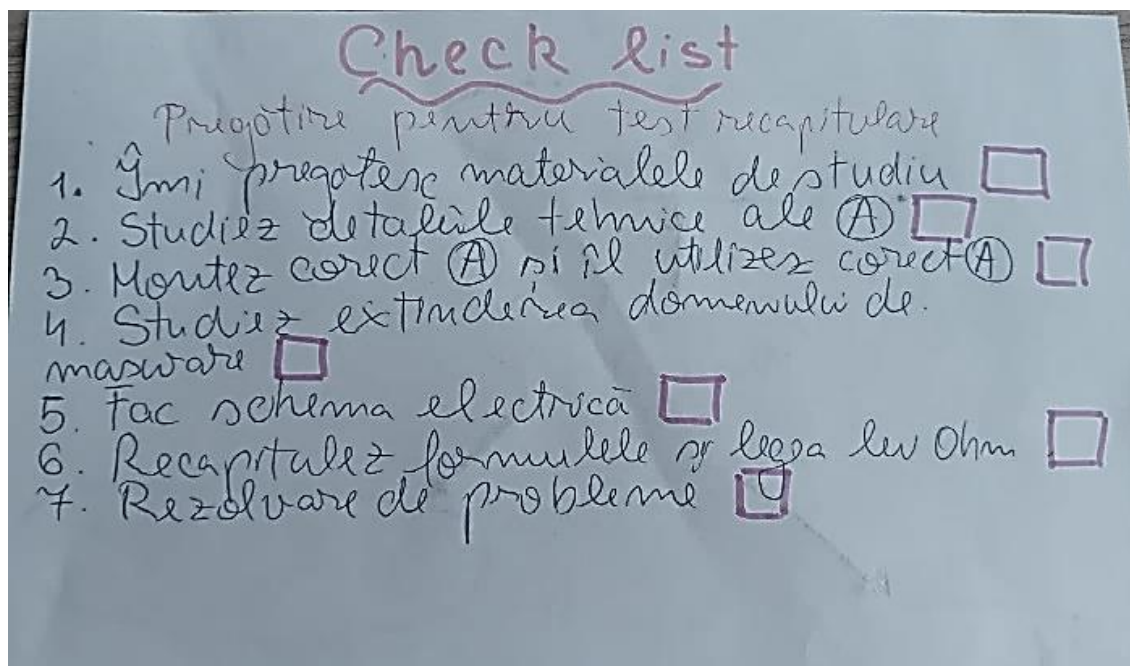 Check list
Pregătire pentru test recapitulare
1. Îmi pregătesc materialele de studiu
2. Studiez detaliile tehnice ale A
3. Montez corect A si îl utilizez corect A
4. Studiez extinderea domeniului de
masurare
5. Fac schema electrică
6. Recapitulez formulele și legea lui Ohm
7. Rezolvare de probleme